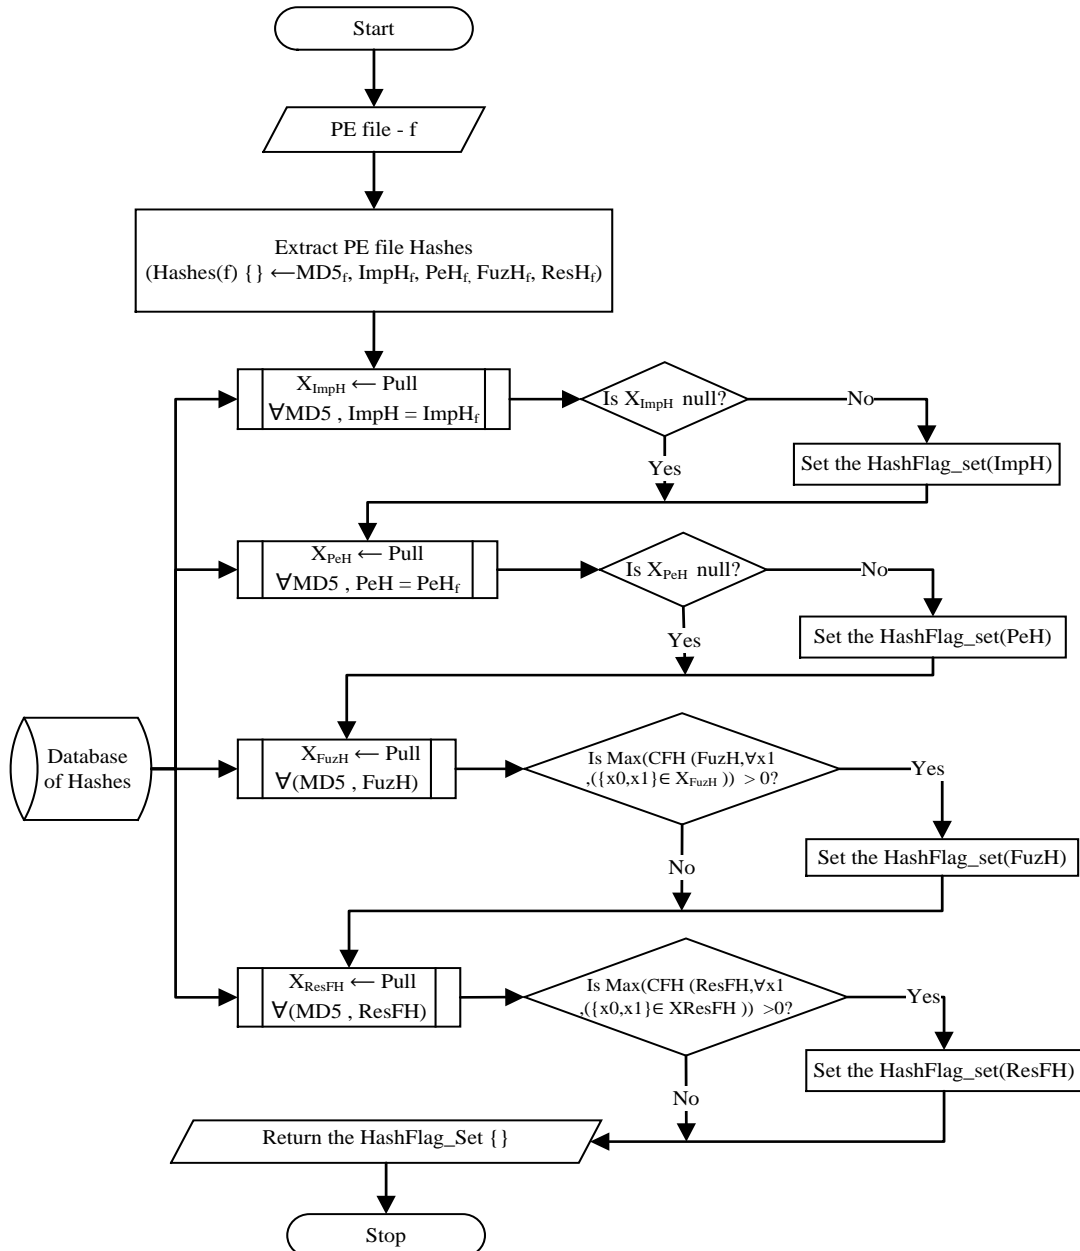 Start
PE file - f
Extract PE file Hashes
(Hashes(f) {} ←MD5f, ImpHf, PeHf, FuzHf, ResHf)
XImpH ← Pull
∀MD5 , ImpH = ImpHf
Is XImpH null?
No
Set the HashFlag_set(ImpH)
Yes
XPeH ← Pull
∀MD5 , PeH = PeHf
Is XPeH null?
No
Set the HashFlag_set(PeH)
Yes
Database
of Hashes
XFuzH ← Pull
∀(MD5 , FuzH)
Is Max(CFH (FuzH,∀x1
,({x0,x1}∈ XFuzH )) > 0?
Yes
Set the HashFlag_set(FuzH)
No
XResFH ← Pull
∀(MD5 , ResFH)
Is Max(CFH (ResFH,∀x1
,({x0,x1}∈ XResFH )) >0?
Yes
Set the HashFlag_set(ResFH)
No
Return the HashFlag_Set {}
Stop